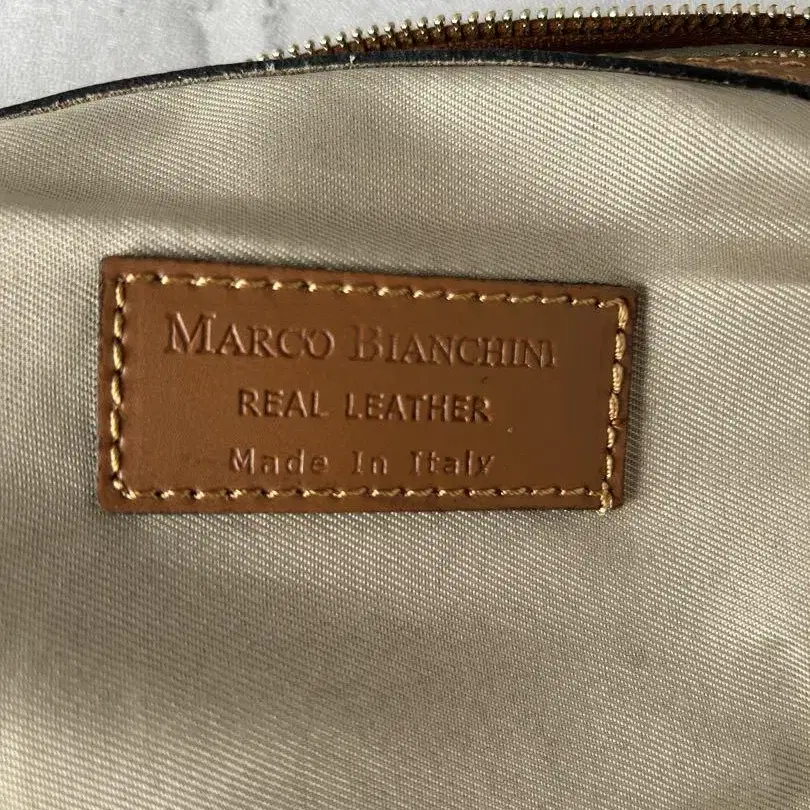 MARCO BIANCHINI
REAL LEATHER
Made In Italy